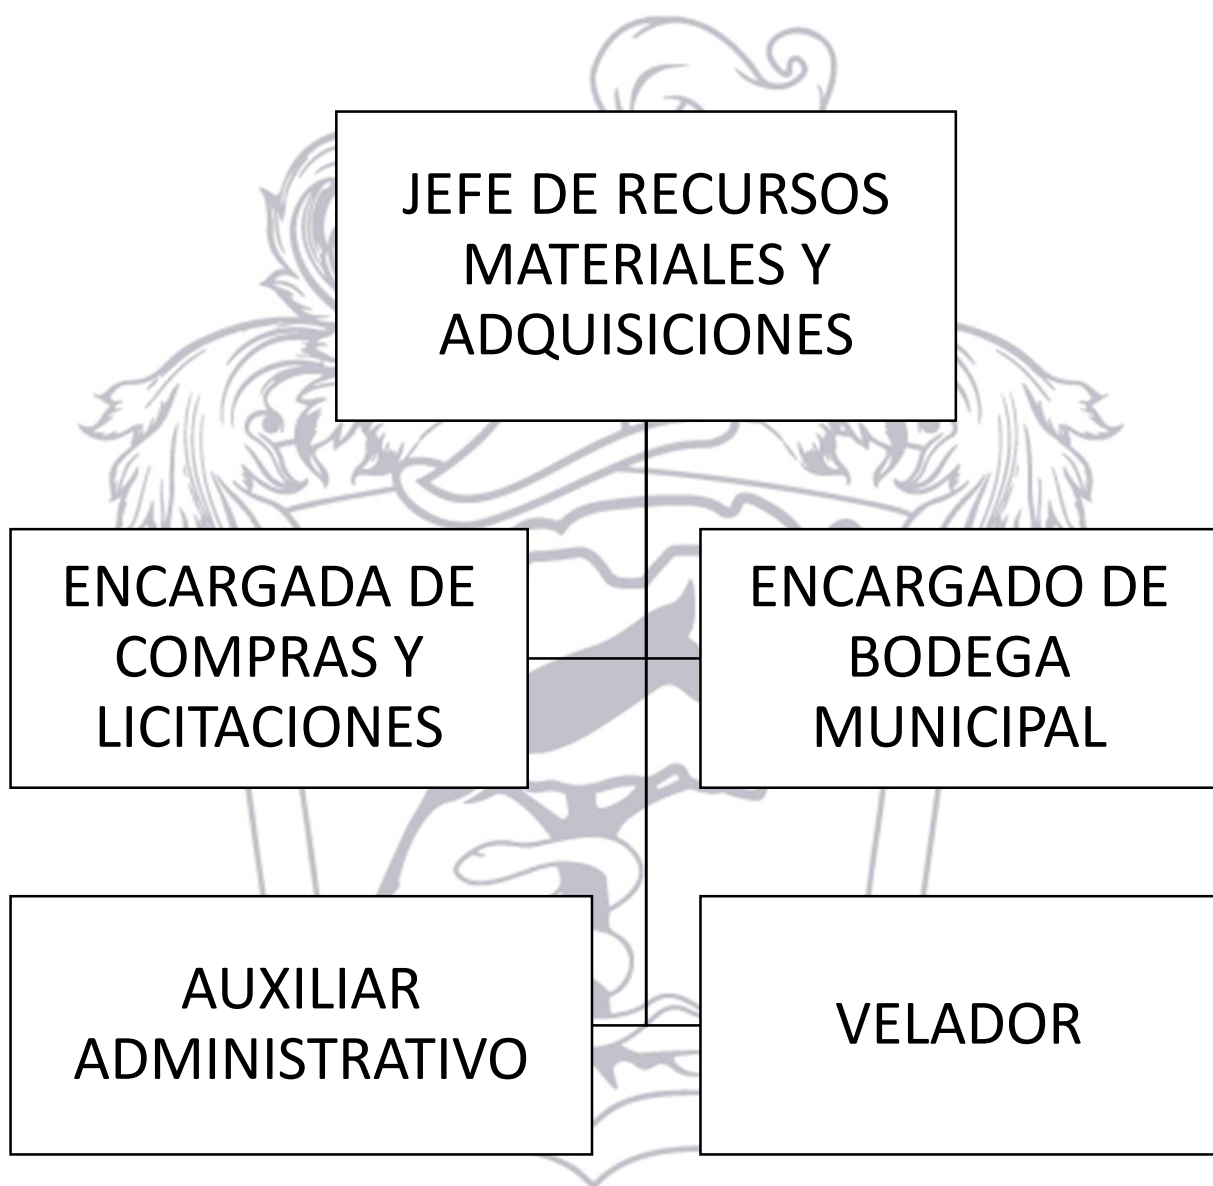 JEFE DE RECURSOS
MATERIALES Y
ADQUISICIONES
ENCARGADA DE
COMPRAS Y
LICITACIONES
ENCARGADO DE
BODEGA
MUNICIPAL
AUXILIAR
ADMINISTRATIVO
VELADOR